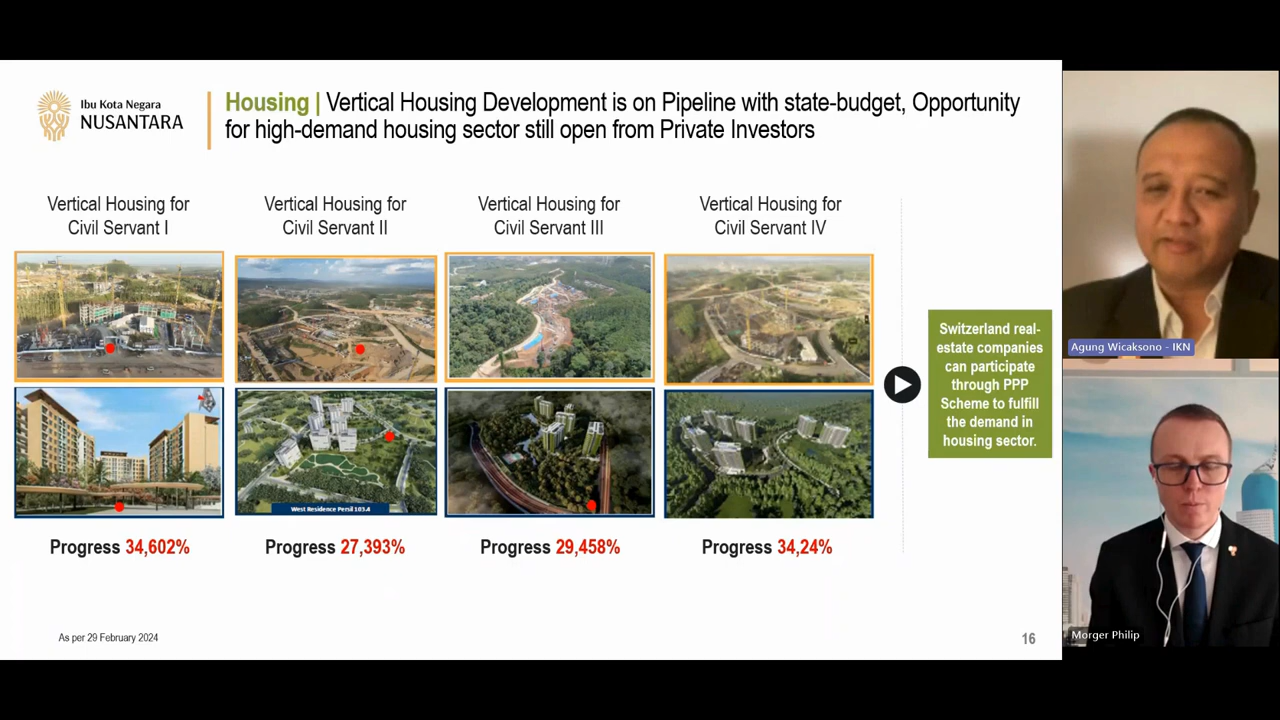 Ibu Kota Negara
NUSANTARA
Housing | Vertical Housing Development is on Pipeline with state-budget, Opportunity
for high-demand housing sector still open from Private Investors
Vertical Housing for
Civil Servant I
Vertical Housing for
Civil Servant II
Vertical Housing for
Civil Servant III
Vertical Housing for
Civil Servant IV
West Residence Persil 103.4
Progress 34,602%
Progress 27,393%
Progress 29,458%
Progress 34,24%
Switzerland real-
estate companies
can participate
through PPP
Scheme to fulfill
the demand in
housing sector.
As per 29 February 2024
16
Agung Wicaksono - IKN
Morger Philip